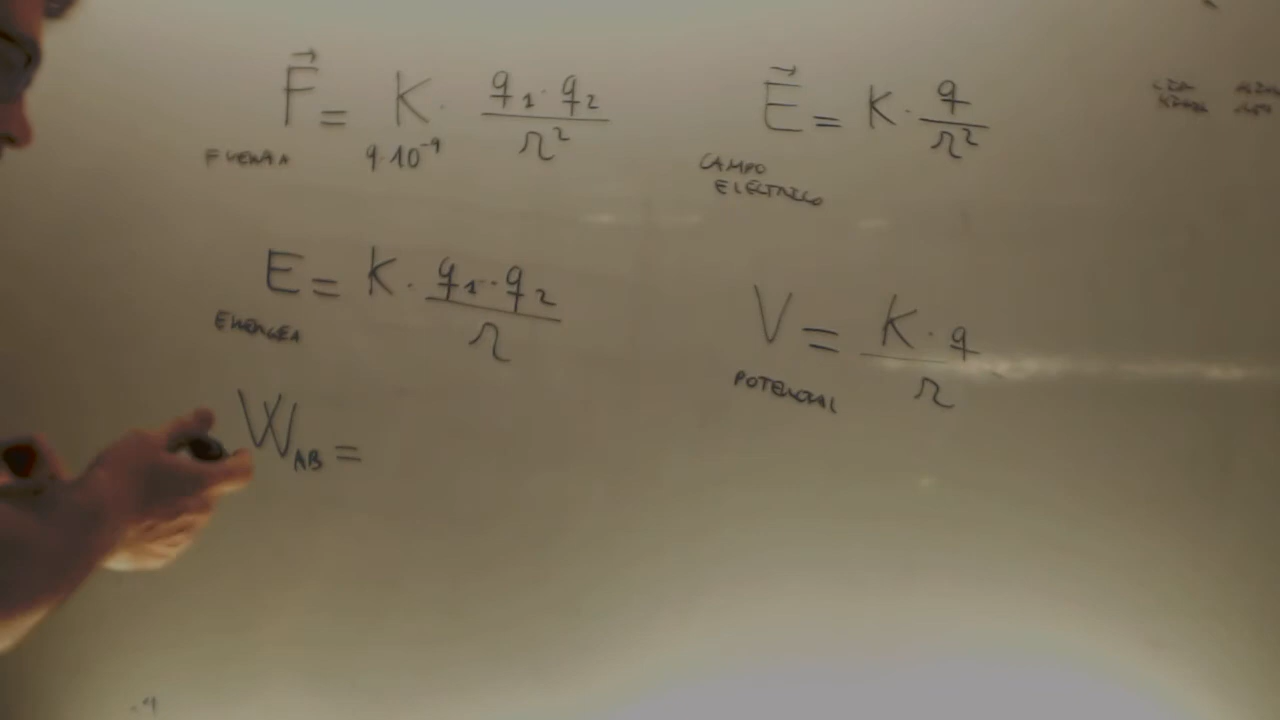 F⃗ = K · q1 · q2 / r²
FUERZA 9·10⁻⁹
E⃗ = K · q / r²
CAMPO
ELECTRICO
E = K · q1 · q2 / r
ENERGIA
V = K · q / r
POTENCIAL
W_AB =